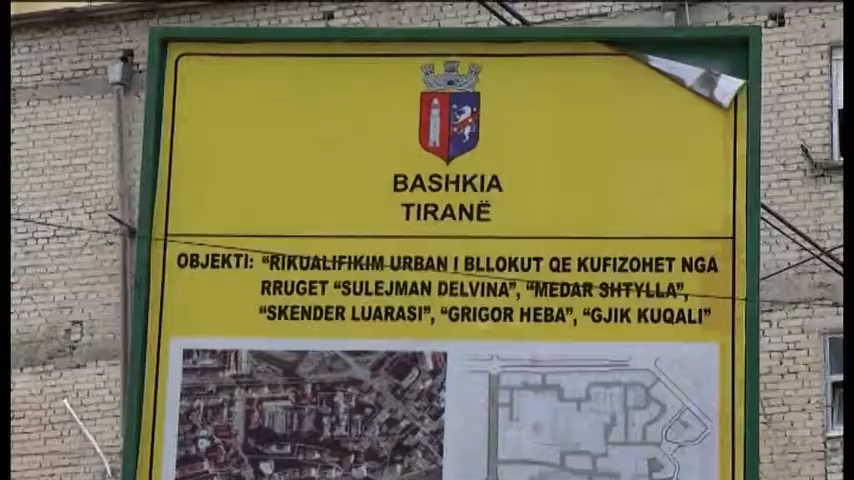 BASHKIA
TIRANË
OBJEKTI: “RIKUALIFIKIM URBAN I BLLOKUT QE KUFIZOHET NGA
RRUGET “SULEJMAN DELVINA”, “MEDAR SHTYLLA”,
“SKENDER LUARASI”, “GRIGOR HEBA”, “GJIK KUQALI”